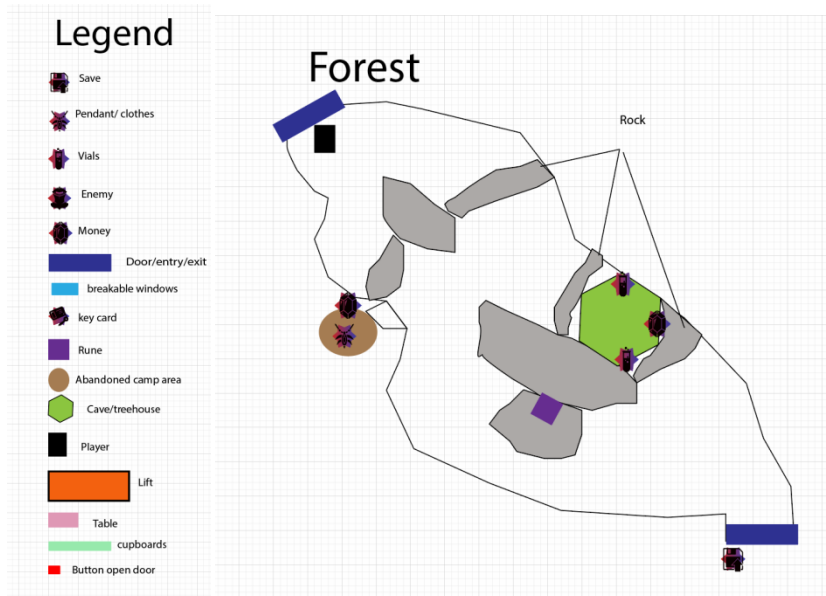 Legend
Save
Pendant/ clothes
Vials
Enemy
Money
Door/entry/exit
breakable windows
key card
Rune
Abandoned camp area
Cave/treehouse
Player
Lift
Table
cupboards
Button open door
Forest
Rock